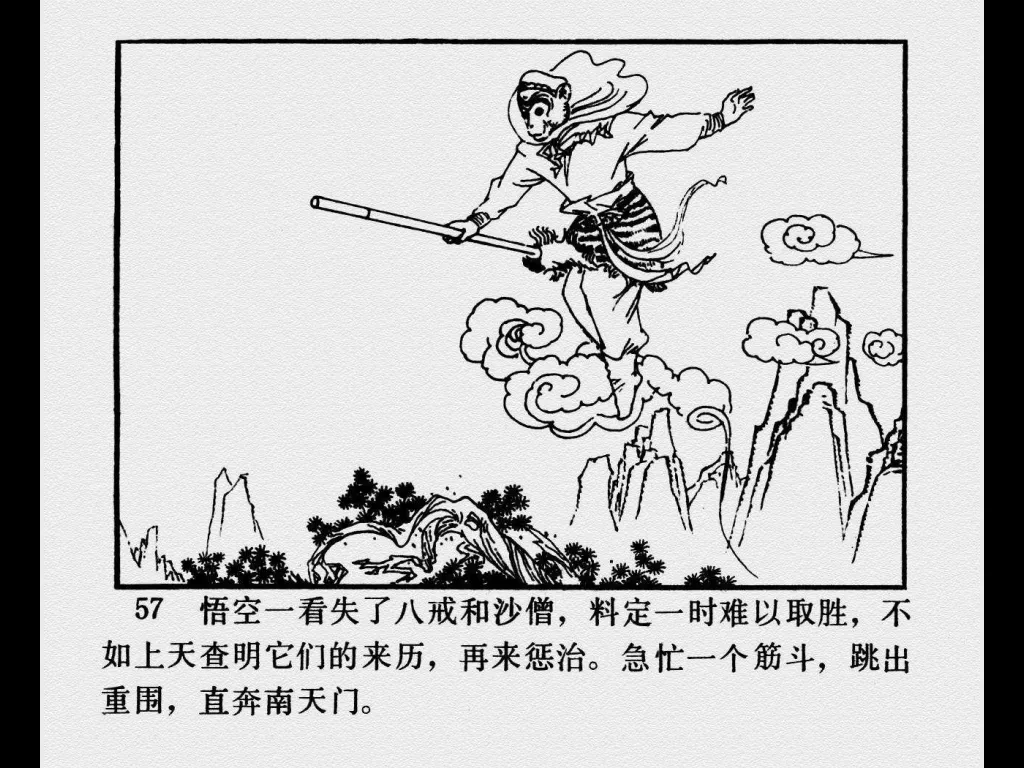 57 悟空一看失了八戒和沙僧，料定一时难以取胜，不
如上天查明它们的来历，再来惩治。急忙一个筋斗，跳出
重围，直奔南天门。